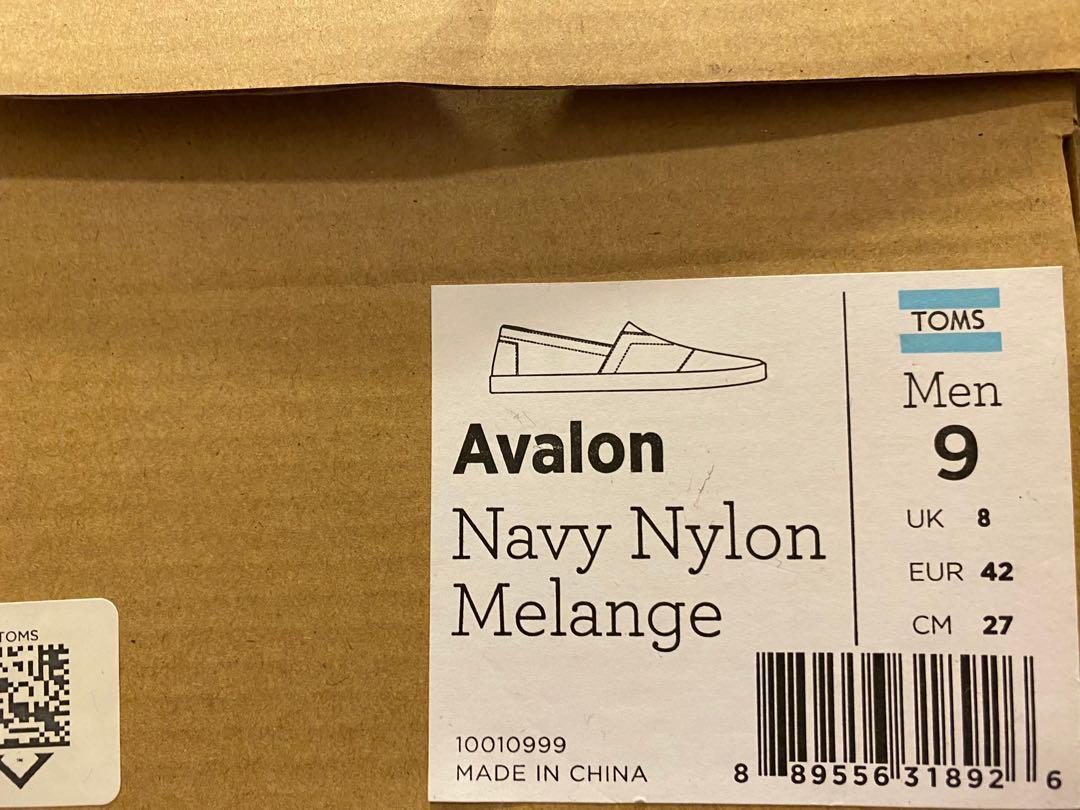 Avalon
Navy Nylon
Melange
10010999
MADE IN CHINA
TOMS
Men
9
UK 8
EUR 42
CM 27
8 89556 31892 6
TOMS
TM